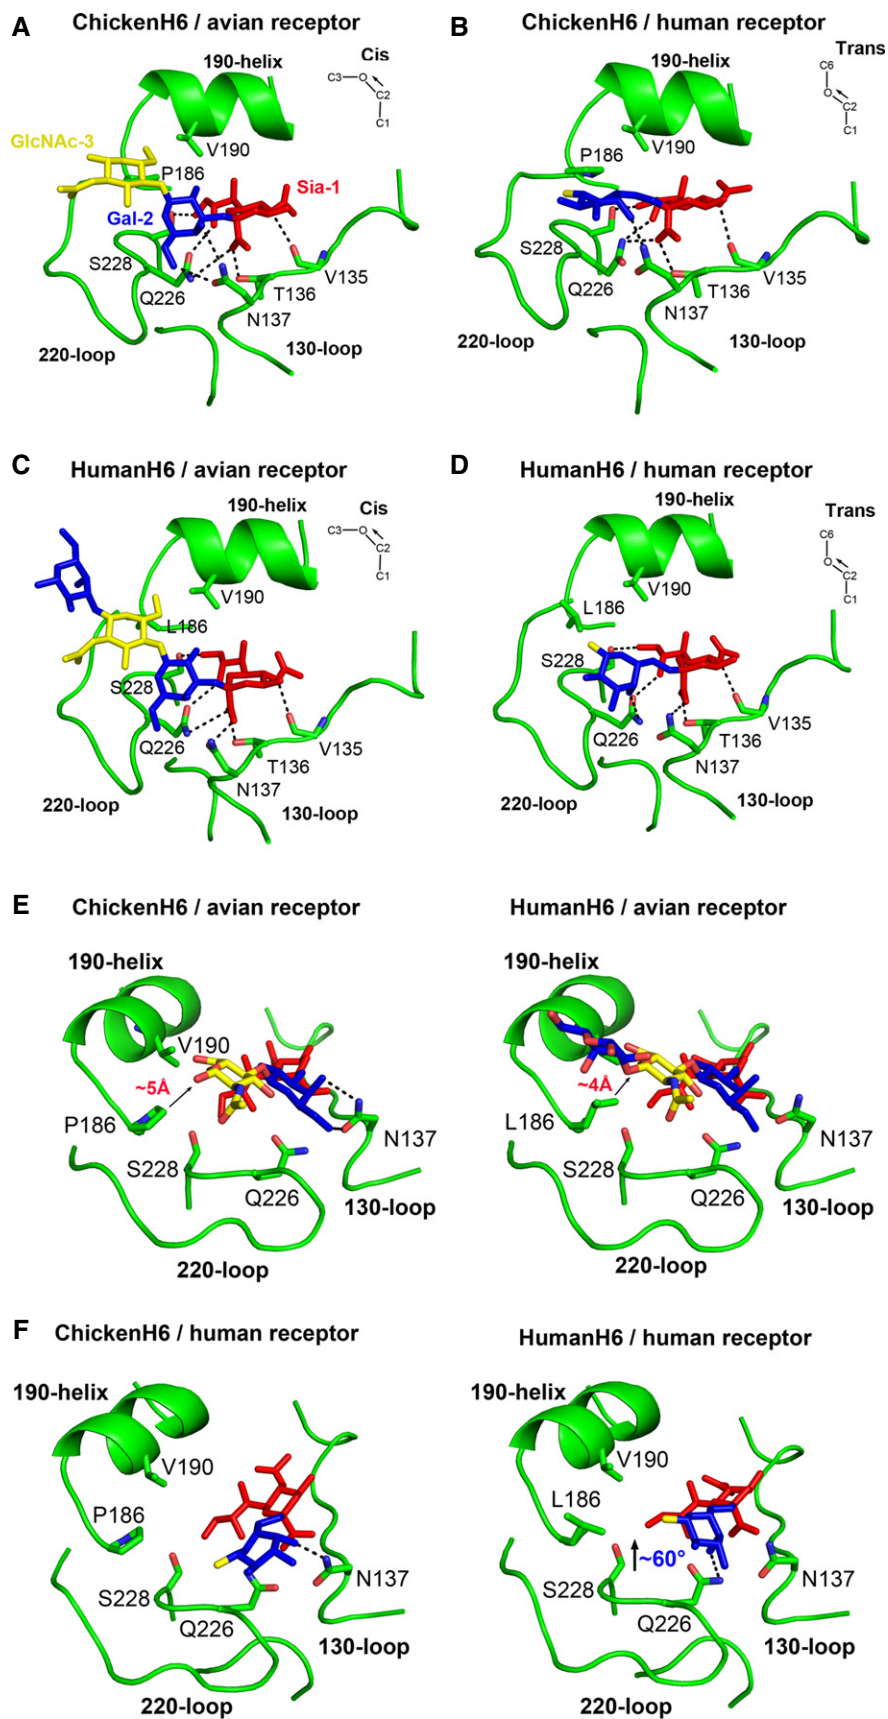 A
ChickenH6 / avian receptor
190-helix
Cis
C3
O
C2
C1
V190
GlcNAc-3
P186
Sia-1
Gal-2
S228
Q226
V135
T136
N137
220-loop
130-loop
B
ChickenH6 / human receptor
190-helix
Trans
C6
O
C2
C1
V190
P186
S228
Q226
V135
T136
N137
220-loop
130-loop
C
HumanH6 / avian receptor
190-helix
Cis
C3
O
C2
C1
V190
L186
S228
Q226
V135
T136
N137
220-loop
130-loop
D
HumanH6 / human receptor
190-helix
Trans
C6
O
C2
C1
V190
L186
S228
Q226
V135
T136
N137
220-loop
130-loop
E
ChickenH6 / avian receptor
190-helix
V190
~5Å
P186
N137
S228
Q226
130-loop
220-loop
HumanH6 / avian receptor
190-helix
~4Å
L186
N137
S228
Q226
130-loop
220-loop
F
ChickenH6 / human receptor
190-helix
V190
P186
N137
S228
Q226
130-loop
220-loop
HumanH6 / human receptor
190-helix
V190
L186
~60°
N137
S228
Q226
130-loop
220-loop